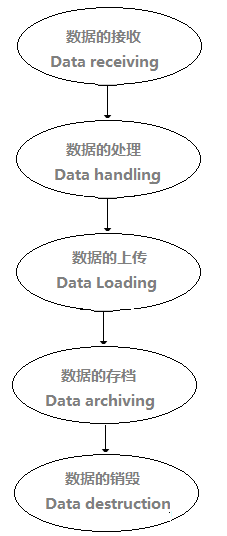 数据的接收
Data receiving
数据的处理
Data handling
数据的上传
Data Loading
数据的存档
Data archiving
数据的销毁
Data destruction